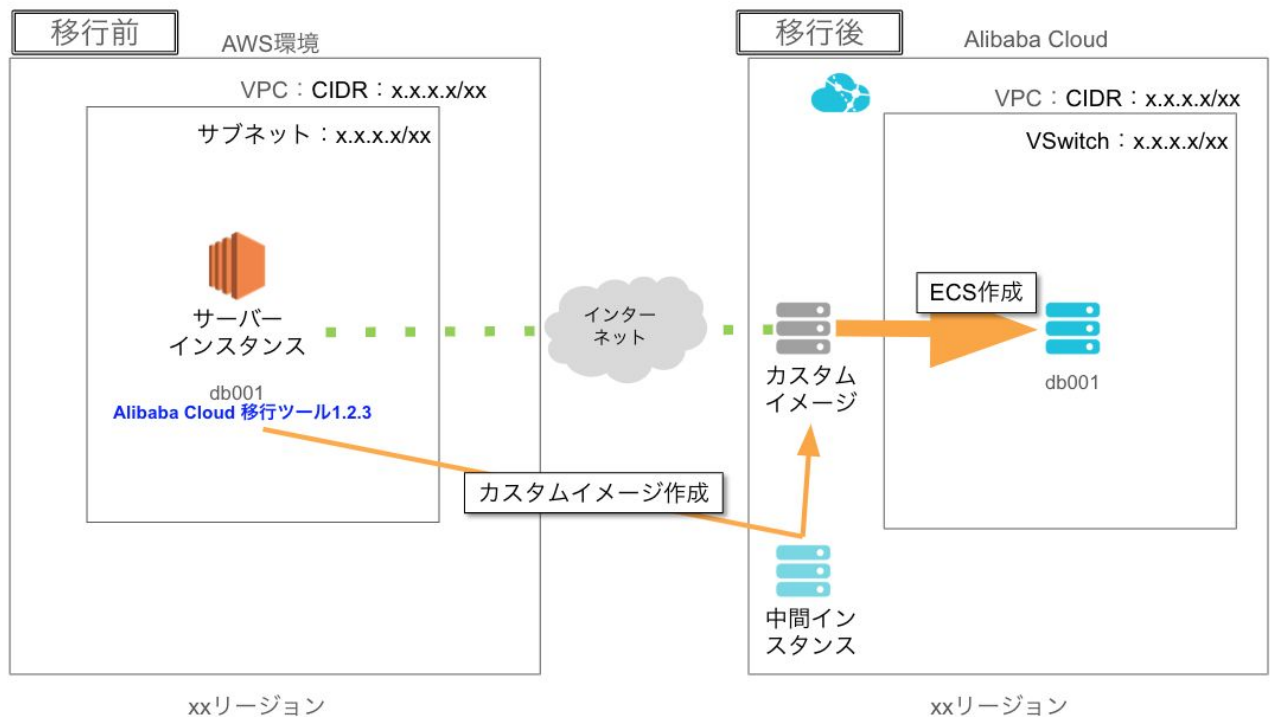 移行前
AWS環境
VPC：CIDR：x.x.x.x/xx
サブネット：x.x.x.x/xx
サーバー
インスタンス
db001
Alibaba Cloud 移行ツール1.2.3
xxリージョン
インター
ネット
カスタムイメージ作成
移行後
Alibaba Cloud
VPC：CIDR：x.x.x.x/xx
VSwitch：x.x.x.x/xx
ECS作成
カスタム
イメージ
db001
中間イン
スタンス
xxリージョン